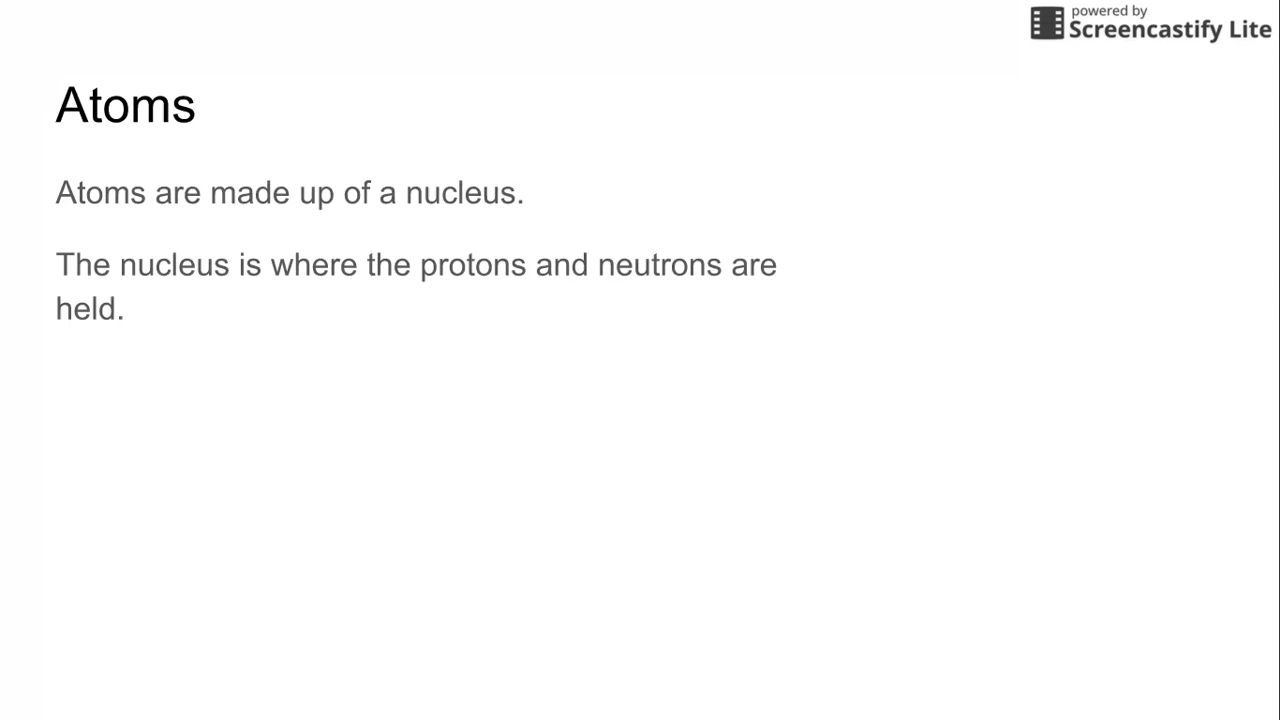 powered by
Screencastify Lite
Atoms
Atoms are made up of a nucleus.
The nucleus is where the protons and neutrons are
held.